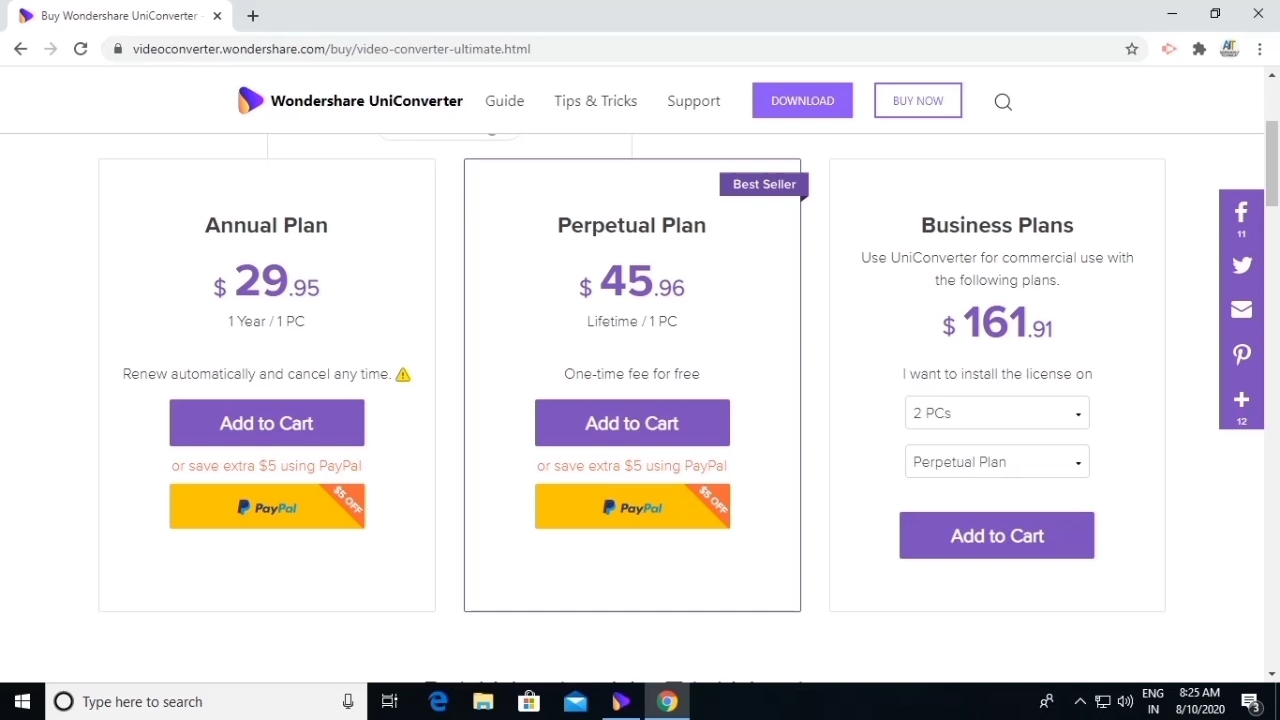 Buy Wondershare UniConverter
videoconverter.wondershare.com/buy/video-converter-ultimate.html
Wondershare UniConverter
Guide
Tips & Tricks
Support
DOWNLOAD
BUY NOW
Annual Plan
$ 29.95
1 Year / 1 PC
Renew automatically and cancel any time.
Add to Cart
or save extra $5 using PayPal
PayPal
$5 OFF
Best Seller
Perpetual Plan
$ 45.96
Lifetime / 1 PC
One-time fee for free
Add to Cart
or save extra $5 using PayPal
PayPal
$5 OFF
Business Plans
Use UniConverter for commercial use with
the following plans.
$ 161.91
I want to install the license on
2 PCs
Perpetual Plan
Add to Cart
11
12
Type here to search
ENG
IN
8:25 AM
8/10/2020
3